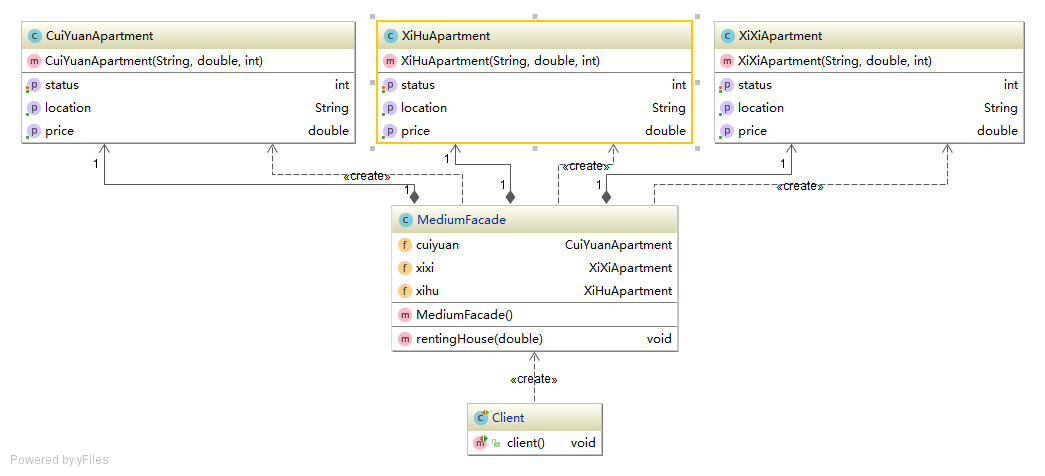 CuiYuanApartment
CuiYuanApartment(String, double, int)
status int
location String
price double
XiHuApartment
XiHuApartment(String, double, int)
status int
location String
price double
XiXiApartment
XiXiApartment(String, double, int)
status int
location String
price double
1 1 1
«create» «create» «create»
1 1 1
MediumFacade
cuiyuan CuiYuanApartment
xixi XiXiApartment
xihu XiHuApartment
MediumFacade()
rentingHouse(double) void
«create»
Client
client() void
Powered by yFiles